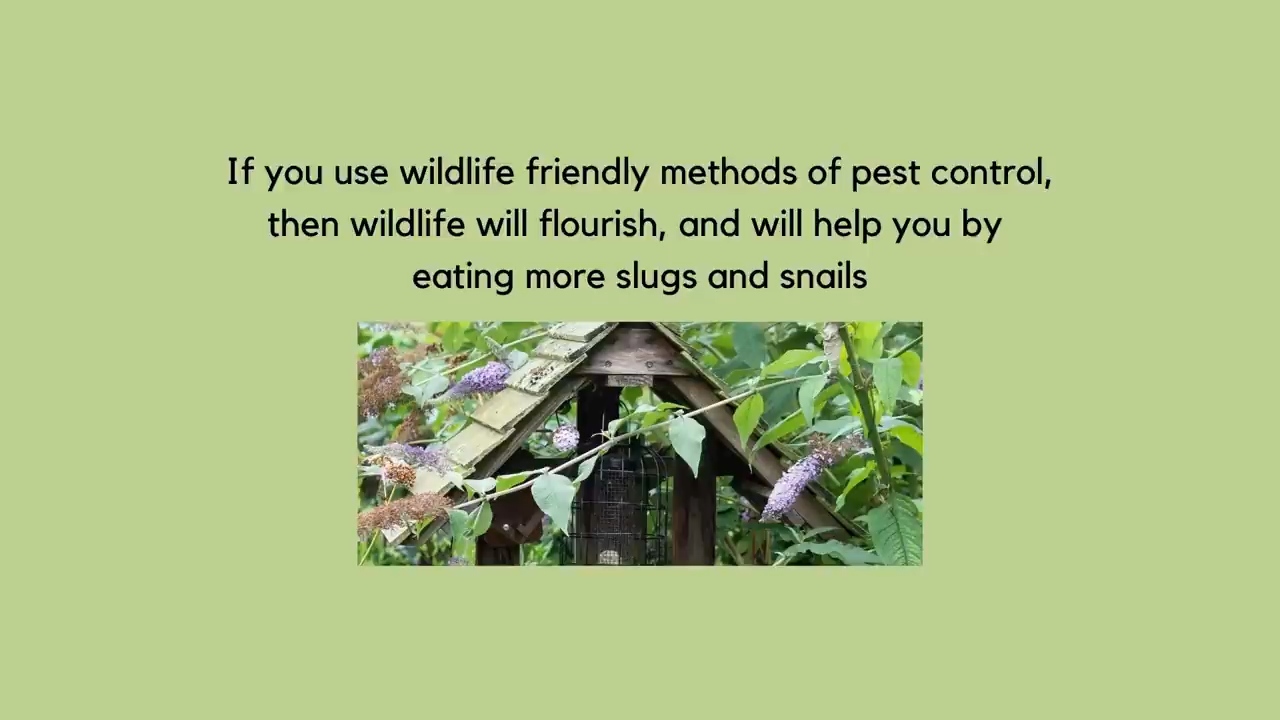 If you use wildlife friendly methods of pest control,
then wildlife will flourish, and will help you by
eating more slugs and snails